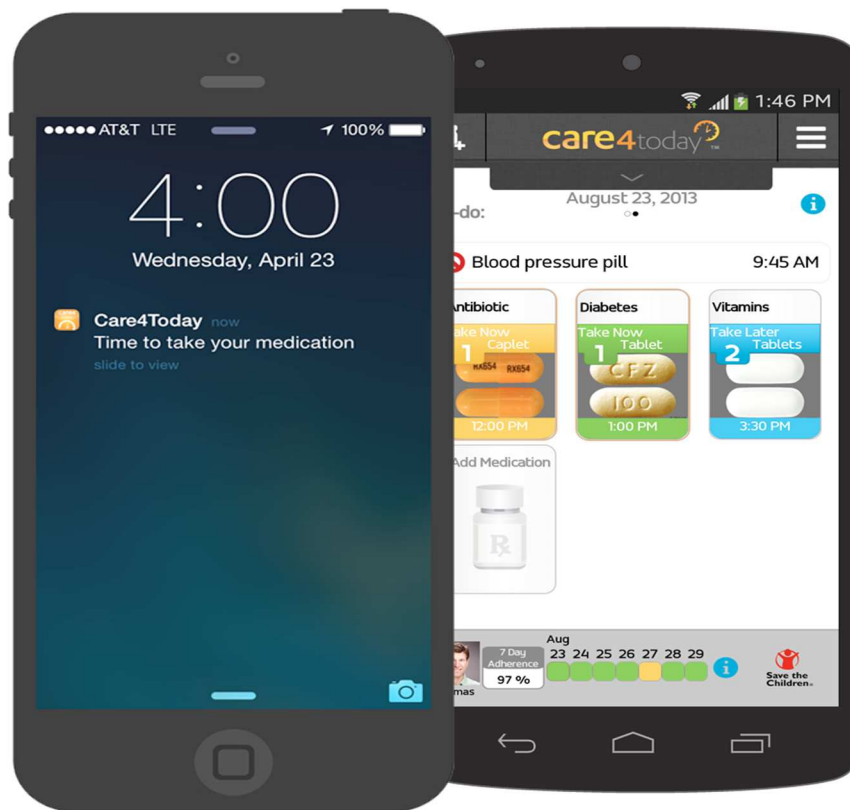 ●●●●● AT&T LTE 100%
4:00
Wednesday, April 23
Care4Today now
Time to take your medication
slide to view
1:46 PM
care4today™
-do:
August 23, 2013
Blood pressure pill 9:45 AM
Antibiotic
Take Now
1 Caplet
RX654 RX654
12:00 PM
Diabetes
Take Now
1 Tablet
CFZ
100
1:00 PM
Vitamins
Take Later
2 Tablets
3:30 PM
Add Medication
Rx
7 Day
Adherence
97 %
Aug
23 24 25 26 27 28 29
Save the
Children®
mas